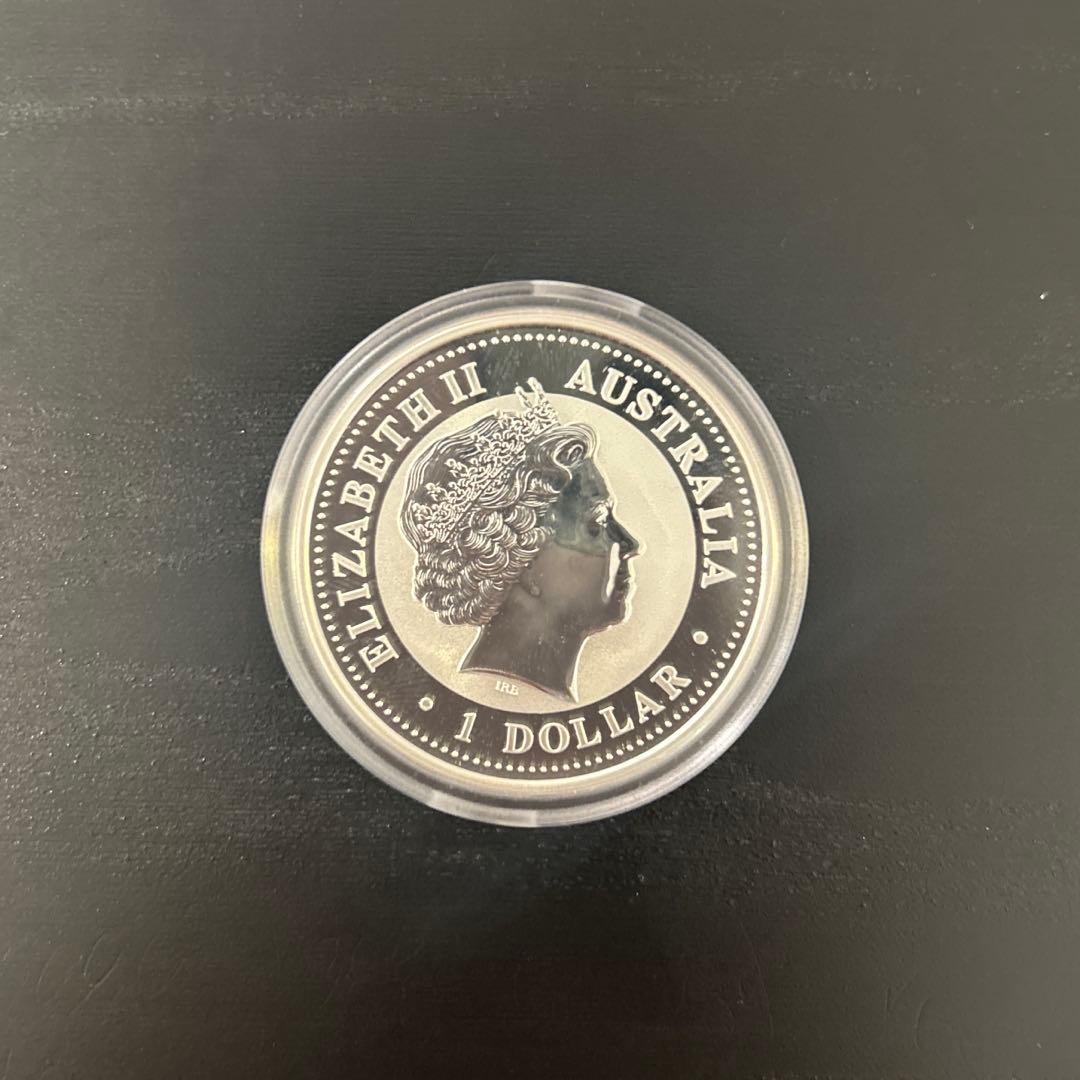 ELIZABETH II
AUSTRALIA
IRB
• 1 DOLLAR •